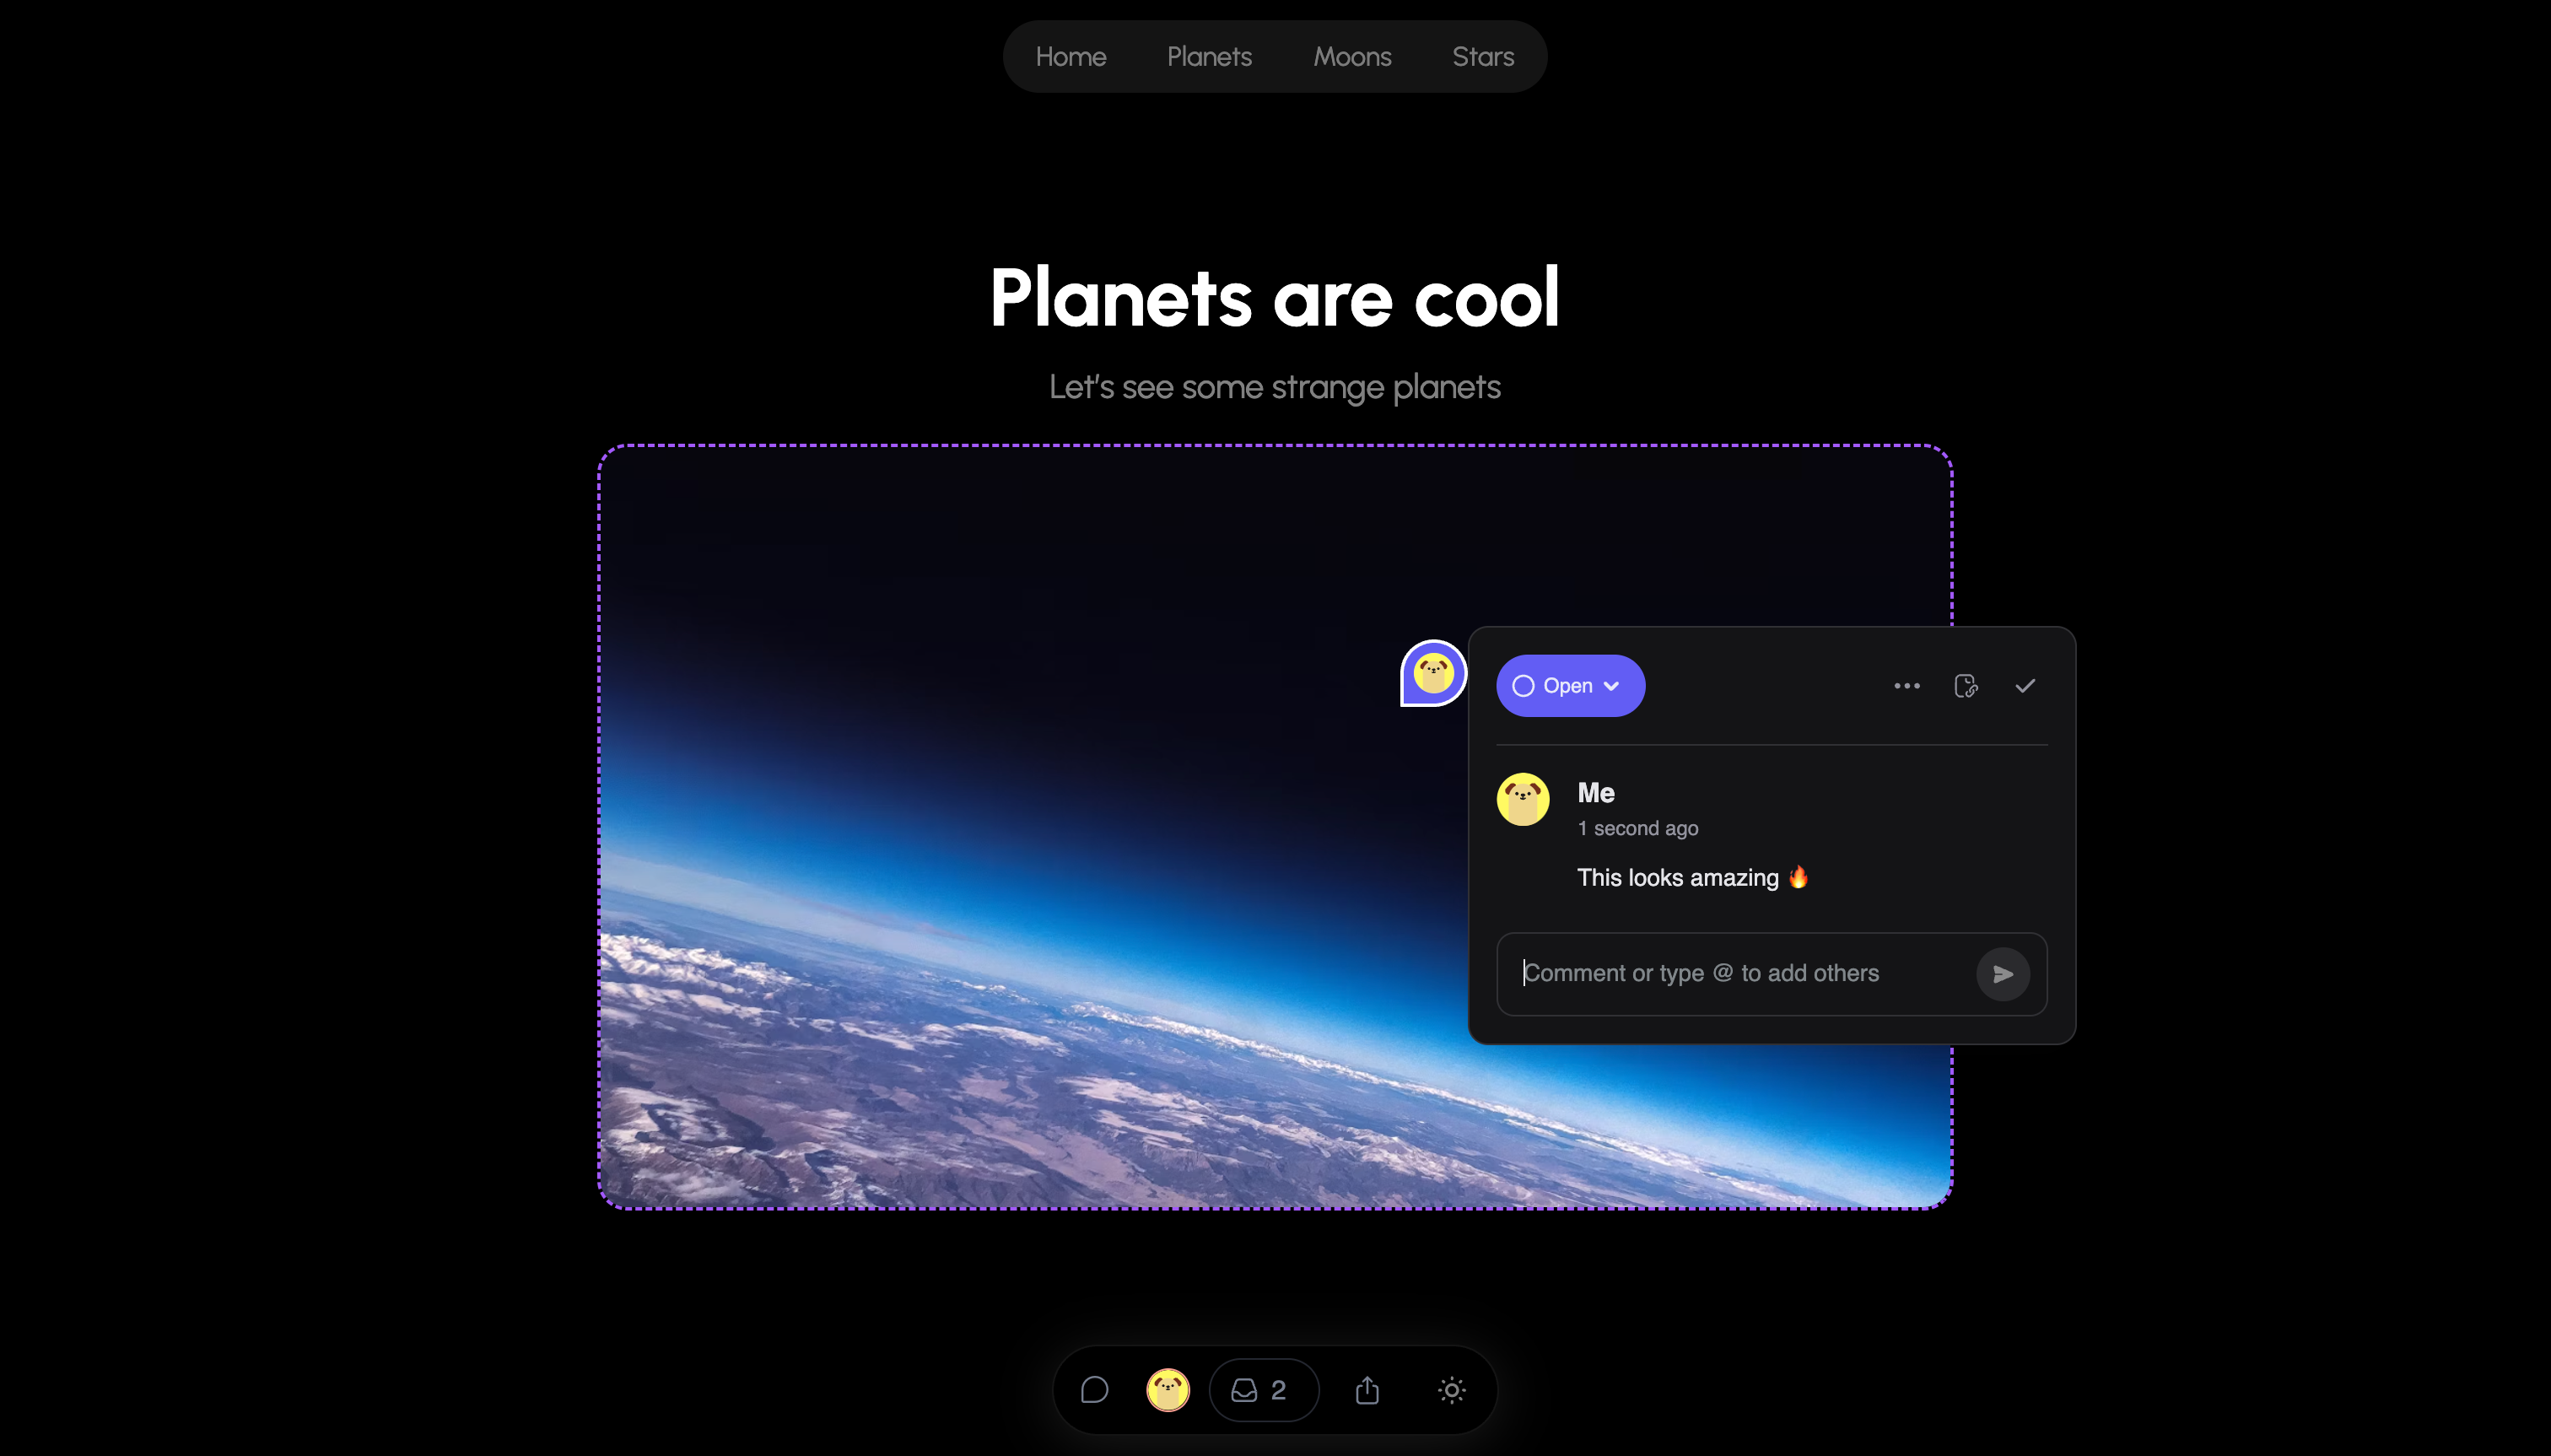 Home Planets Moons Stars
Planets are cool
Let's see some strange planets
Open
Me
1 second ago
This looks amazing 🔥
Comment or type @ to add others
2